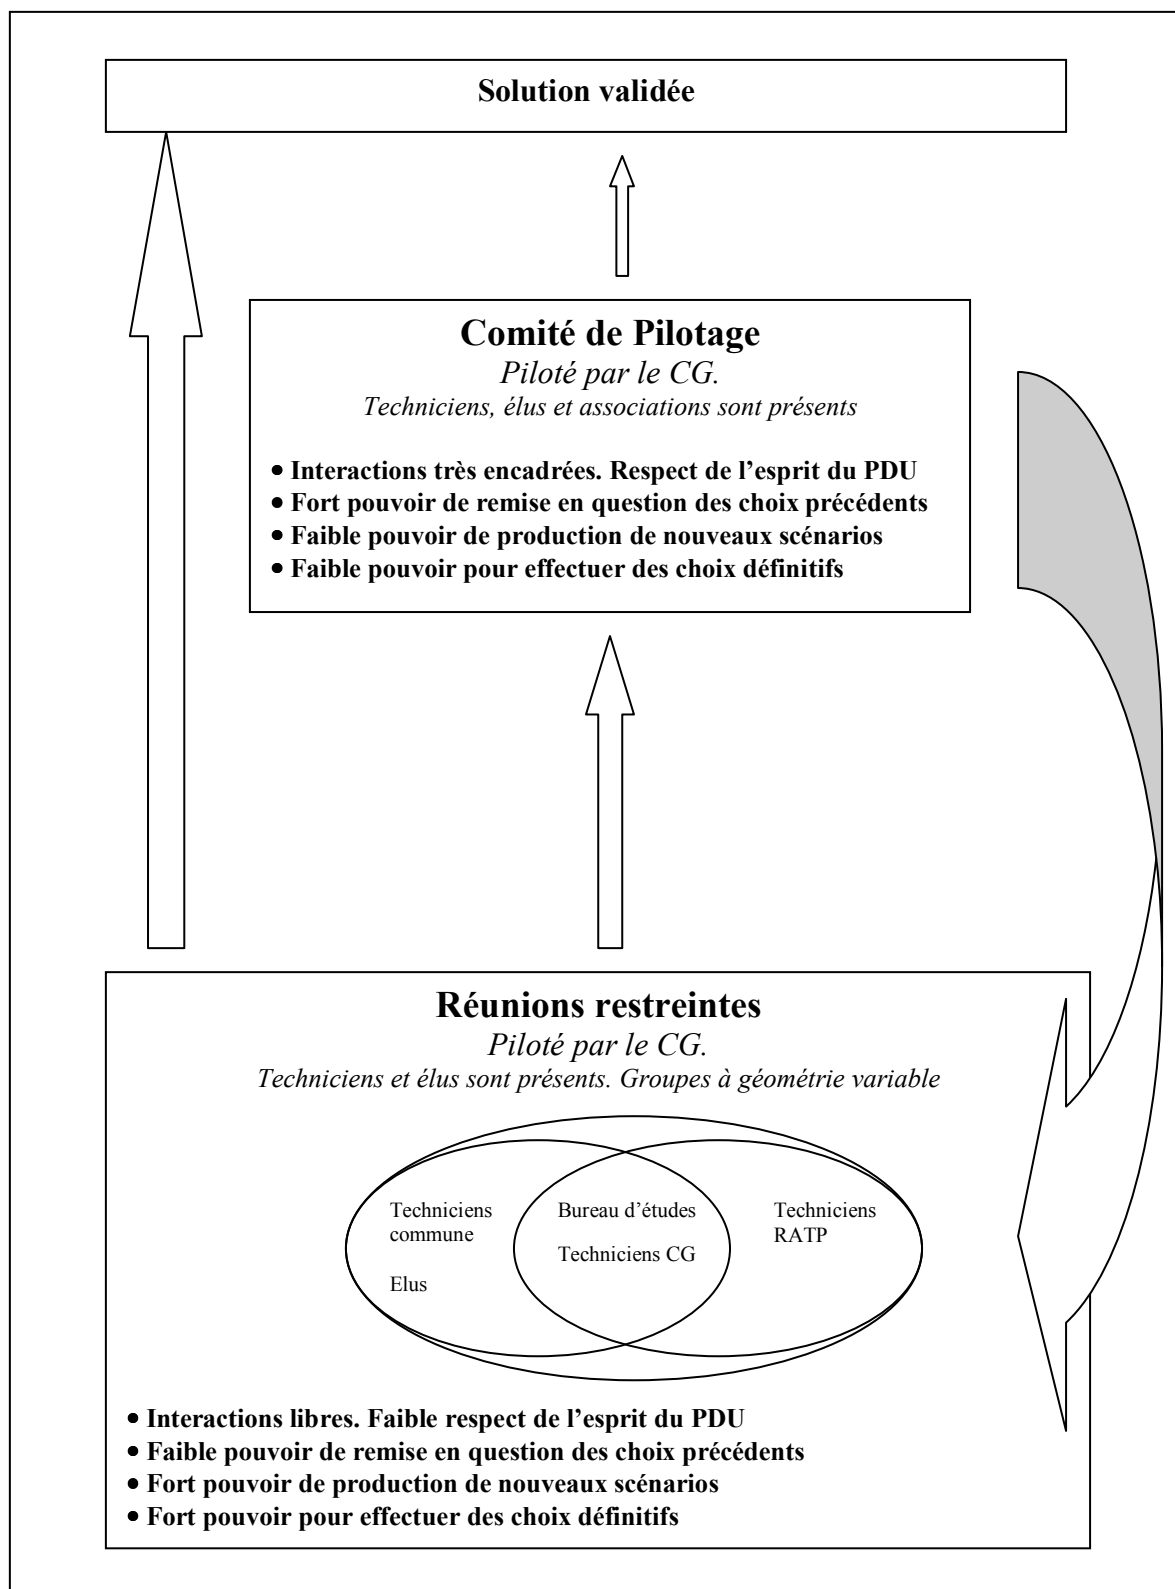 Solution validée
Comité de Pilotage
Piloté par le CG.
Techniciens, élus et associations sont présents
• Interactions très encadrées. Respect de l’esprit du PDU
• Fort pouvoir de remise en question des choix précédents
• Faible pouvoir de production de nouveaux scénarios
• Faible pouvoir pour effectuer des choix définitifs
Réunions restreintes
Piloté par le CG.
Techniciens et élus sont présents. Groupes à géométrie variable
Techniciens
commune
Elus
Bureau d’études
Techniciens CG
Techniciens
RATP
• Interactions libres. Faible respect de l’esprit du PDU
• Faible pouvoir de remise en question des choix précédents
• Fort pouvoir de production de nouveaux scénarios
• Fort pouvoir pour effectuer des choix définitifs